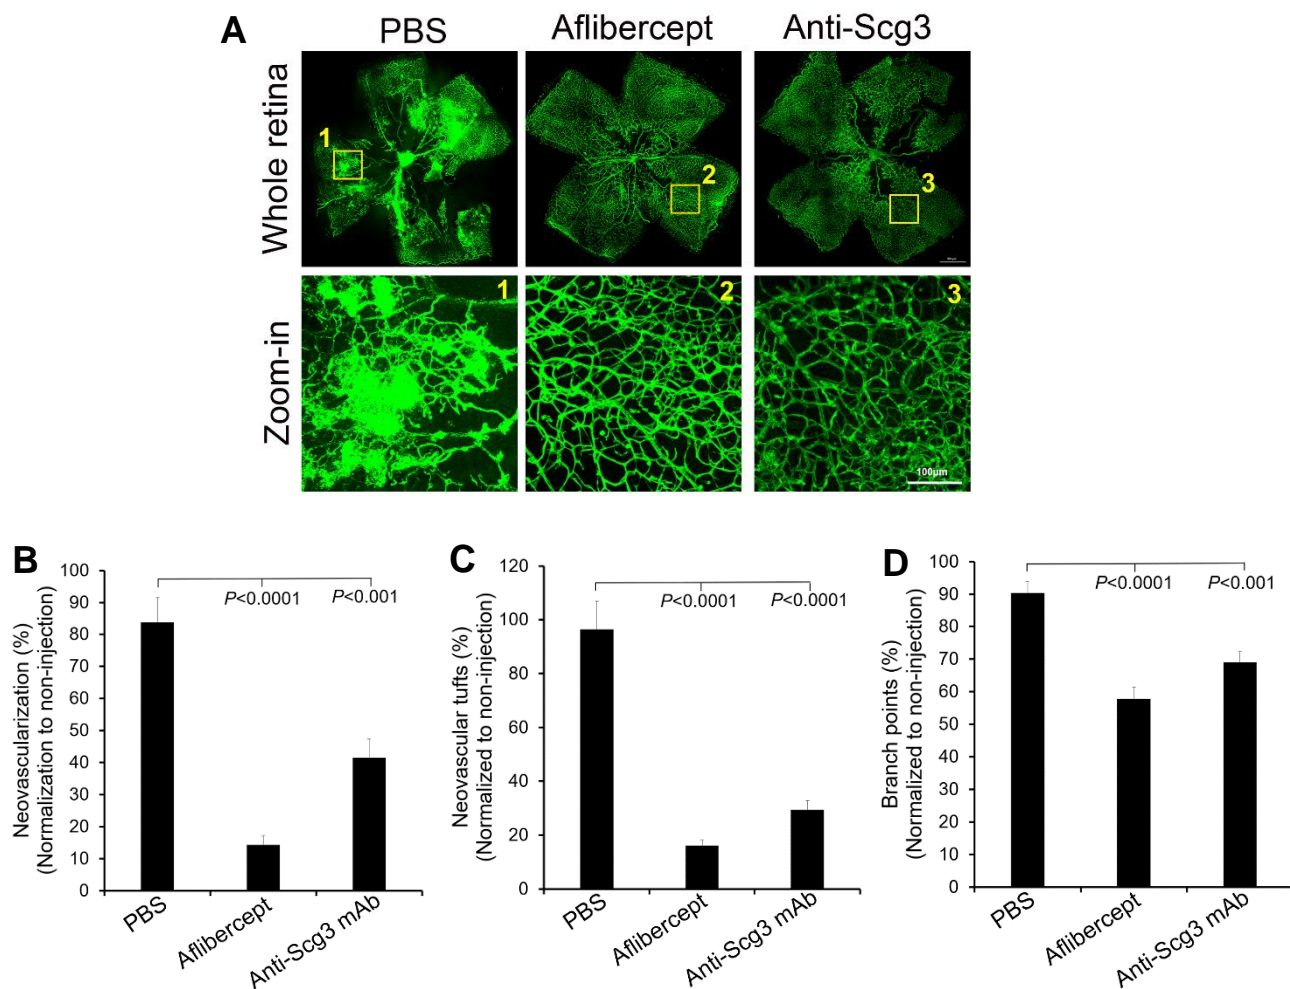 A
PBS
Aflibercept
Anti-Scg3
Whole retina
1
2
3
Zoom-in
1
2
3
100μm
B
Neovascularization (%)
(Normalization to non-injection)
100
90
80
70
60
50
40
30
20
10
0
P<0.0001
P<0.001
PBS
Aflibercept
Anti-Scg3 mAb
C
Neovascular tufts (%)
(Normalized to non-injection)
120
100
80
60
40
20
0
P<0.0001
P<0.001
PBS
Aflibercept
Anti-Scg3 mAb
D
Branch points (%)
(Normalized to non-injection)
100
90
80
70
60
50
40
30
20
10
0
P<0.0001
P<0.001
PBS
Aflibercept
Anti-Scg3 mAb